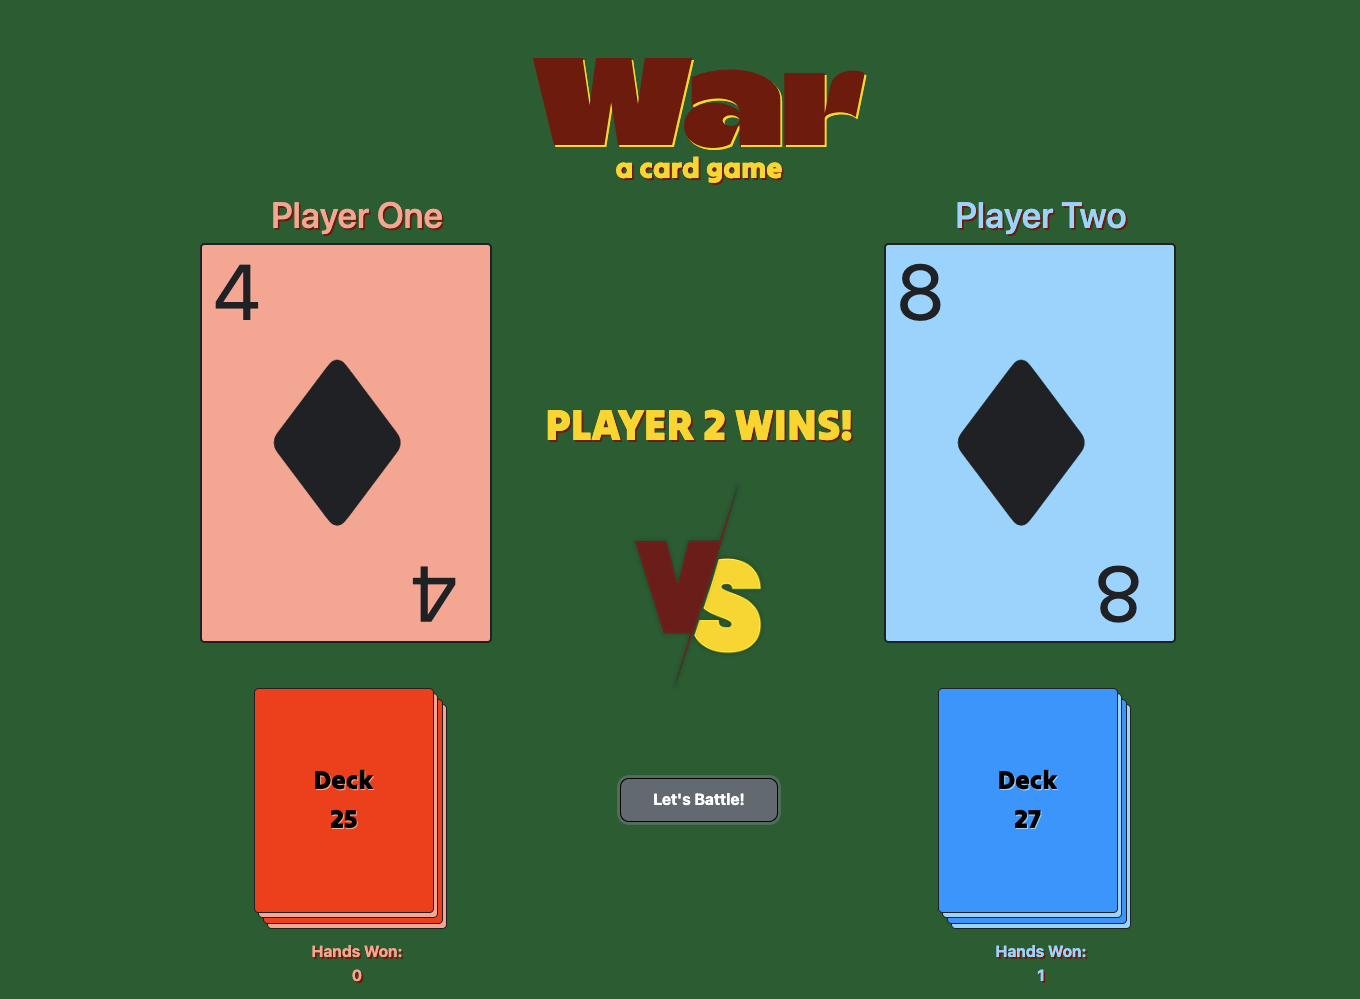 War
a card game
Player One
Player Two
4
4
8
8
PLAYER 2 WINS!
VS
Deck
25
Let's Battle!
Deck
27
Hands Won:
0
Hands Won:
1